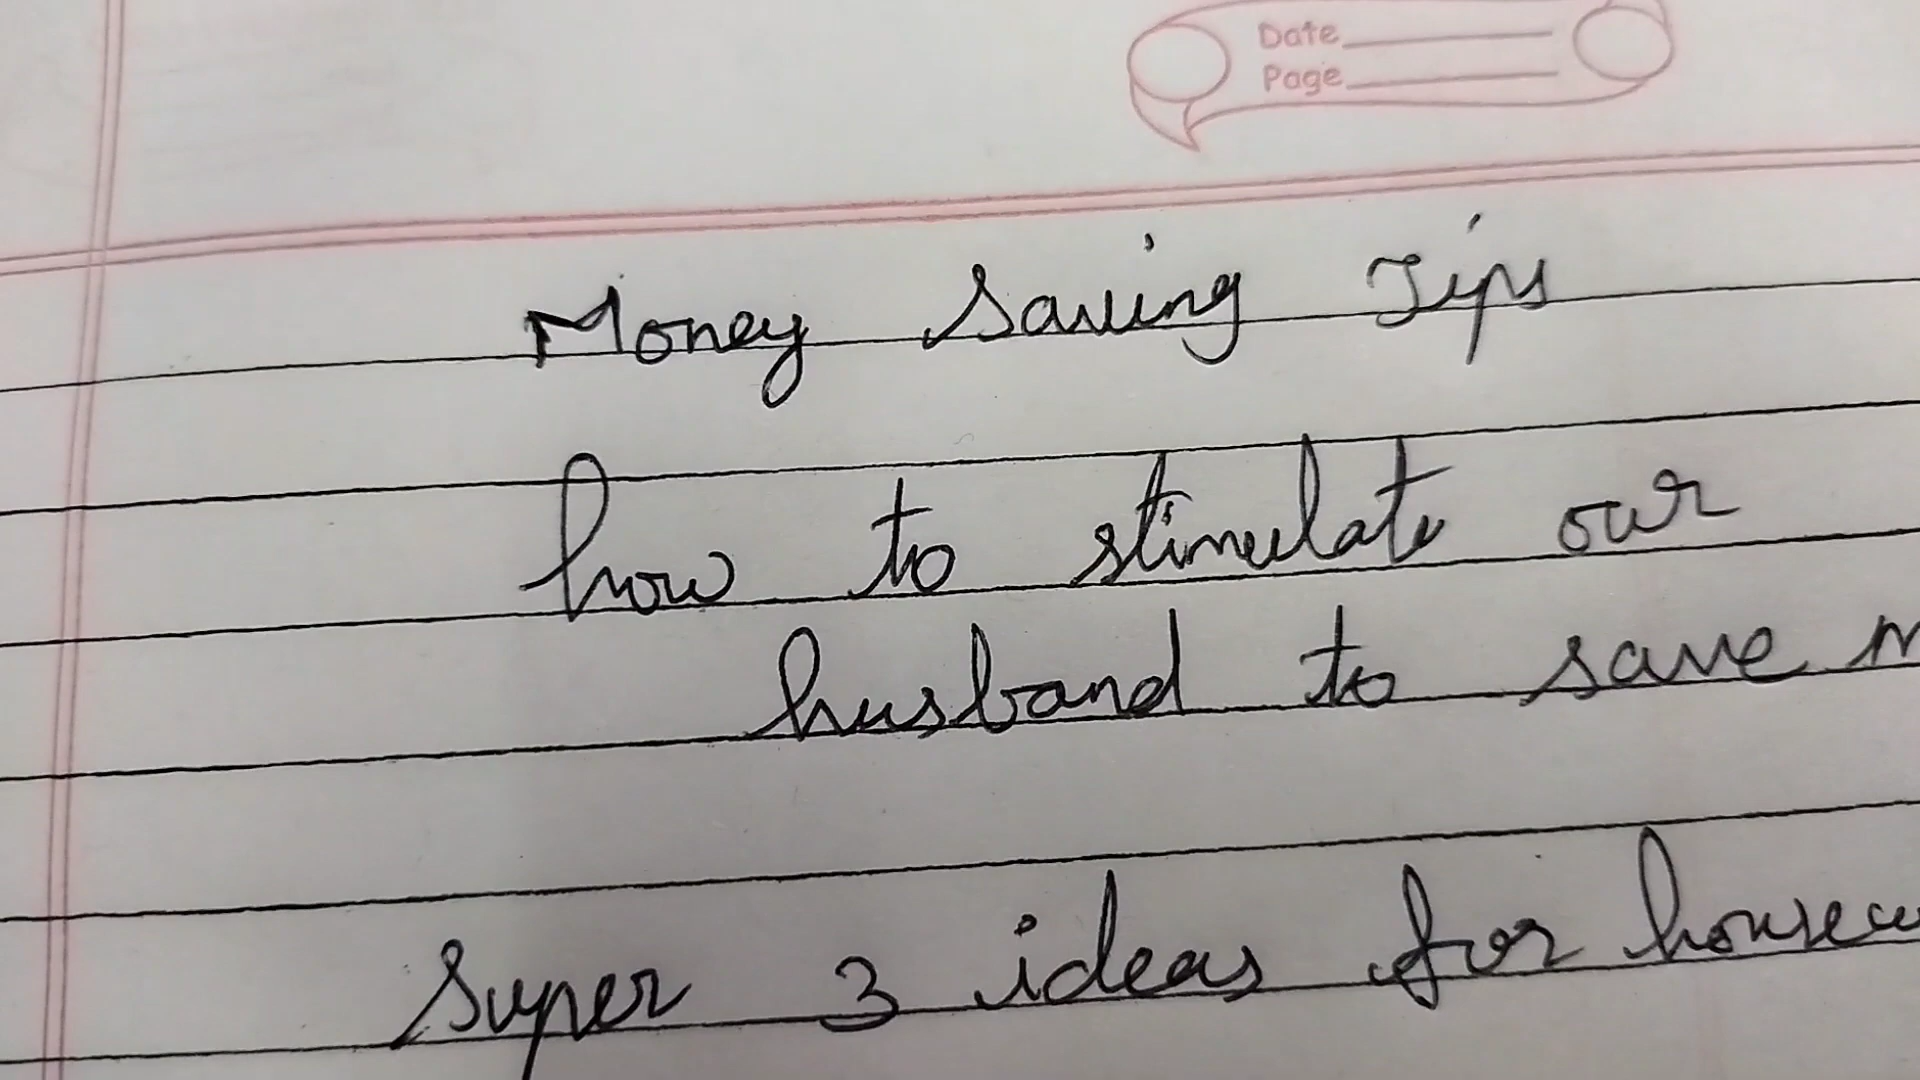 Date
Page
Money Saving Tips
how to stimulate our
husband to save
Super 3 ideas for